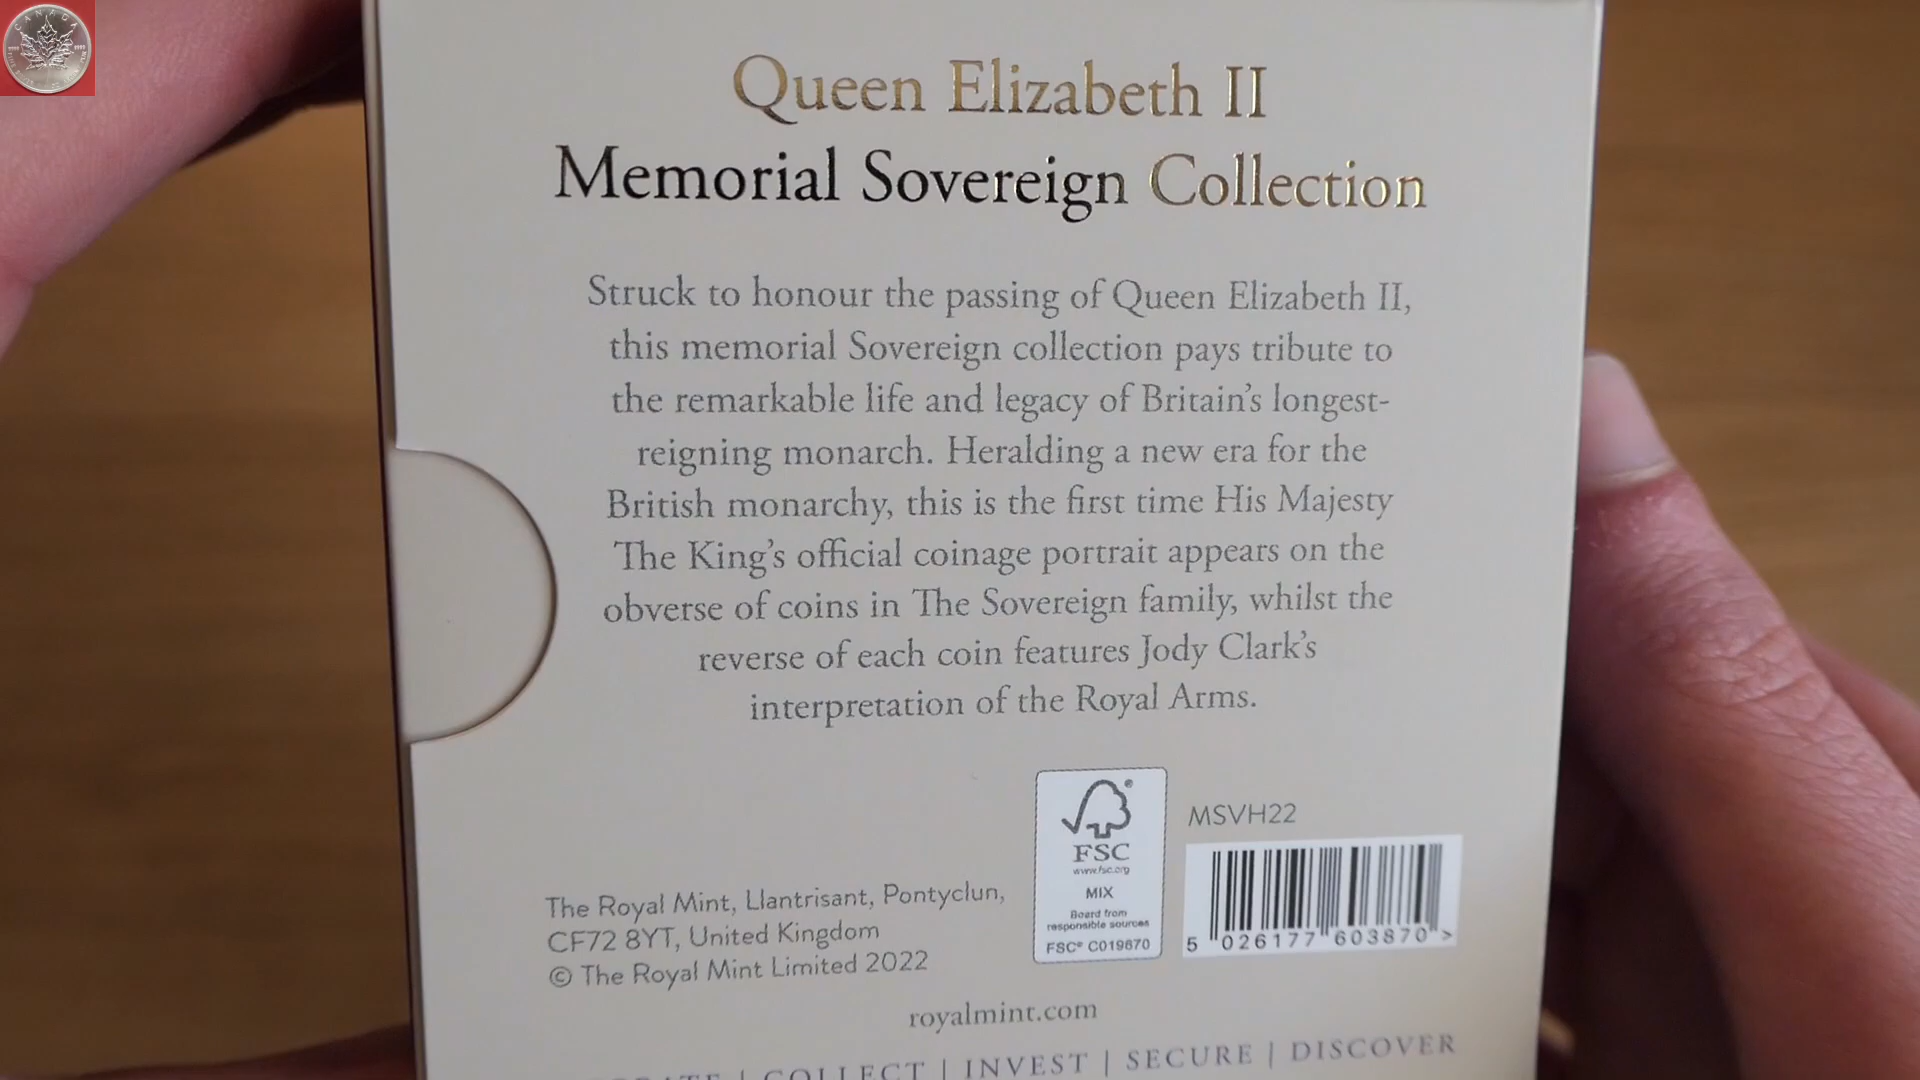 CANADA
Queen Elizabeth II
Memorial Sovereign Collection
Struck to honour the passing of Queen Elizabeth II,
this memorial Sovereign collection pays tribute to
the remarkable life and legacy of Britain's longest-
reigning monarch. Heralding a new era for the
British monarchy, this is the first time His Majesty
The King's official coinage portrait appears on the
obverse of coins in The Sovereign family, whilst the
reverse of each coin features Jody Clark's
interpretation of the Royal Arms.
FSC
www.fsc.org
MIX
Board from
responsible sources
FSC® C019870
MSVH22
5 026177 603870 >
The Royal Mint, Llantrisant, Pontyclun,
CF72 8YT, United Kingdom
© The Royal Mint Limited 2022
royalmint.com
COLLECT | INVEST | SECURE | DISCOVER